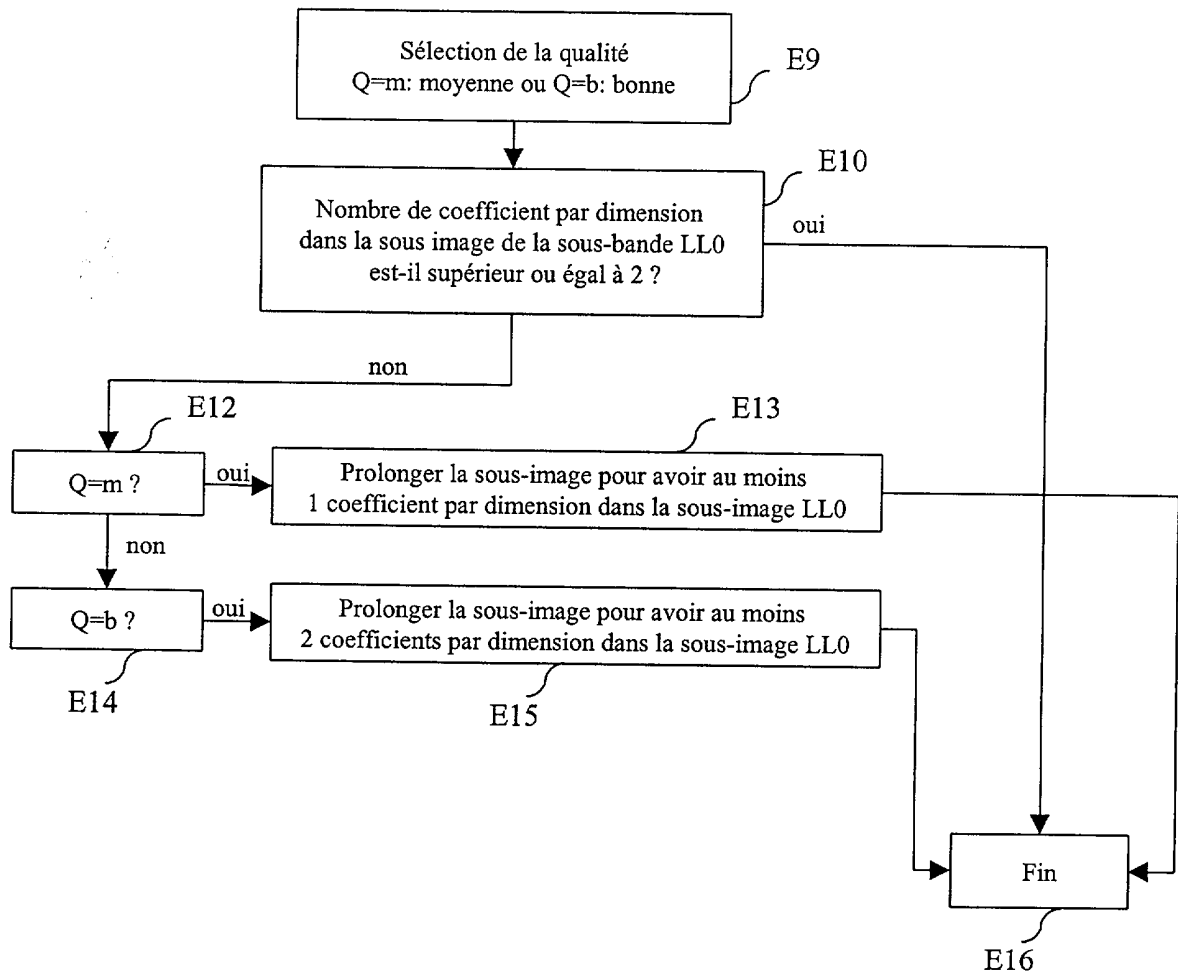 Sélection de la qualité
Q=m: moyenne ou Q=b: bonne
E9
E10
Nombre de coefficient par dimension
dans la sous image de la sous-bande LL0
est-il supérieur ou égal à 2 ?
oui
non
E12
E13
Q=m ?
oui
Prolonger la sous-image pour avoir au moins
1 coefficient par dimension dans la sous-image LL0
non
Q=b ?
oui
Prolonger la sous-image pour avoir au moins
2 coefficients par dimension dans la sous-image LL0
E14
E15
Fin
E16